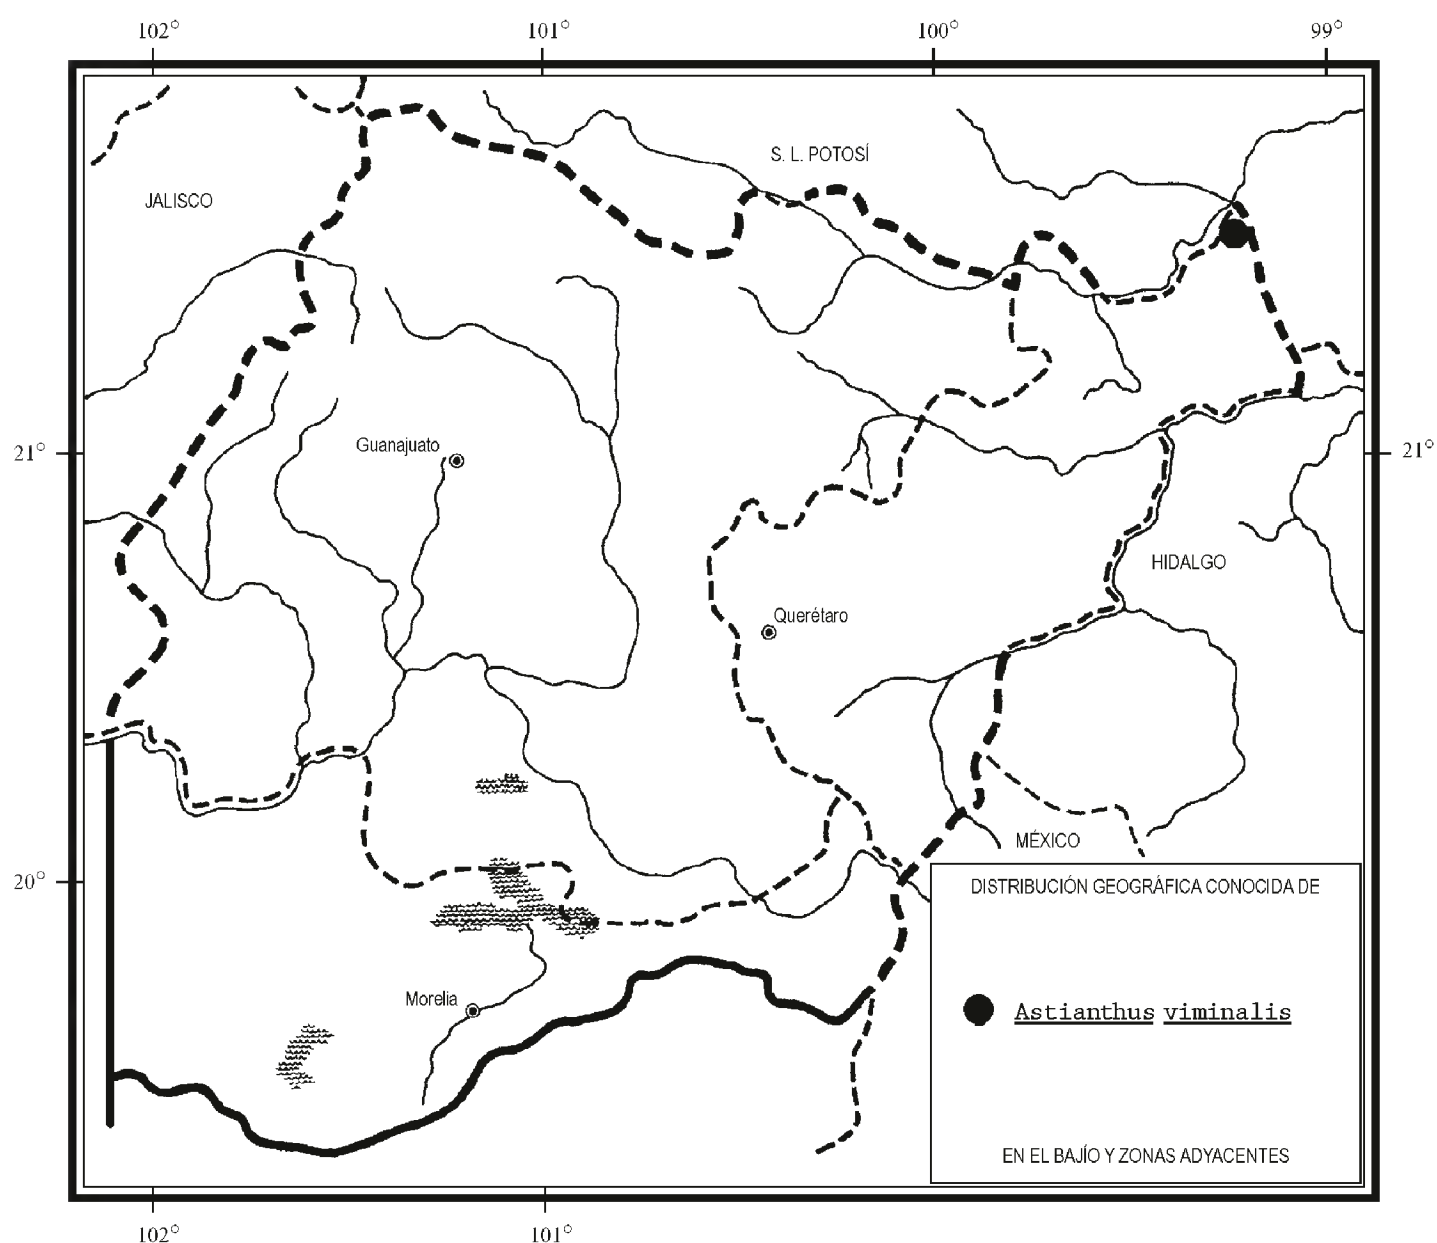 102° 101° 100° 99°
S. L. POTOSÍ
JALISCO
Guanajuato
21° 21°
HIDALGO
Querétaro
MÉXICO
20°
DISTRIBUCIÓN GEOGRÁFICA CONOCIDA DE
Morelia
Astianthus viminalis
EN EL BAJÍO Y ZONAS ADYACENTES
102° 101°